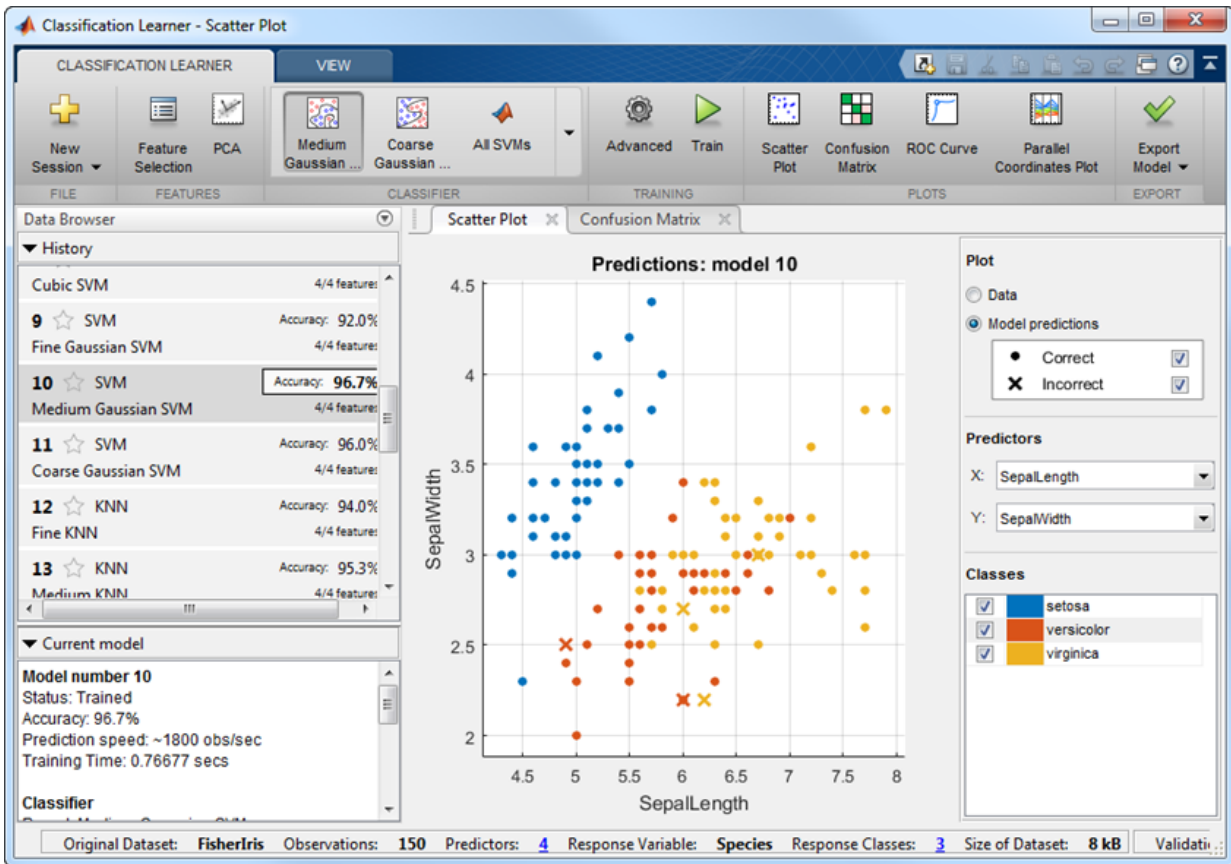 Classification Learner - Scatter Plot
CLASSIFICATION LEARNER
VIEW
New Session
Feature Selection
PCA
Medium Gaussian ...
Coarse Gaussian ...
All SVMs
Advanced
Train
Scatter Plot
Confusion Matrix
ROC Curve
Parallel Coordinates Plot
Export Model
FILE
FEATURES
CLASSIFIER
TRAINING
PLOTS
EXPORT
Data Browser
History
Cubic SVM 4/4 features
9 SVM Accuracy: 92.0%
Fine Gaussian SVM 4/4 features
10 SVM Accuracy: 96.7%
Medium Gaussian SVM 4/4 features
11 SVM Accuracy: 96.0%
Coarse Gaussian SVM 4/4 features
12 KNN Accuracy: 94.0%
Fine KNN 4/4 features
13 KNN Accuracy: 95.3%
Medium KNN 4/4 features
Current model
Model number 10
Status: Trained
Accuracy: 96.7%
Prediction speed: ~1800 obs/sec
Training Time: 0.76677 secs
Classifier
Scatter Plot
Confusion Matrix
Predictions: model 10
SepalWidth
4.5
4
3.5
3
2.5
2
4.5 5 5.5 6 6.5 7 7.5 8
SepalLength
Plot
Data
Model predictions
Correct
Incorrect
Predictors
X: SepalLength
Y: SepalWidth
Classes
setosa
versicolor
virginica
Original Dataset: FisherIris Observations: 150 Predictors: 4 Response Variable: Species Response Classes: 3 Size of Dataset: 8 kB Validati